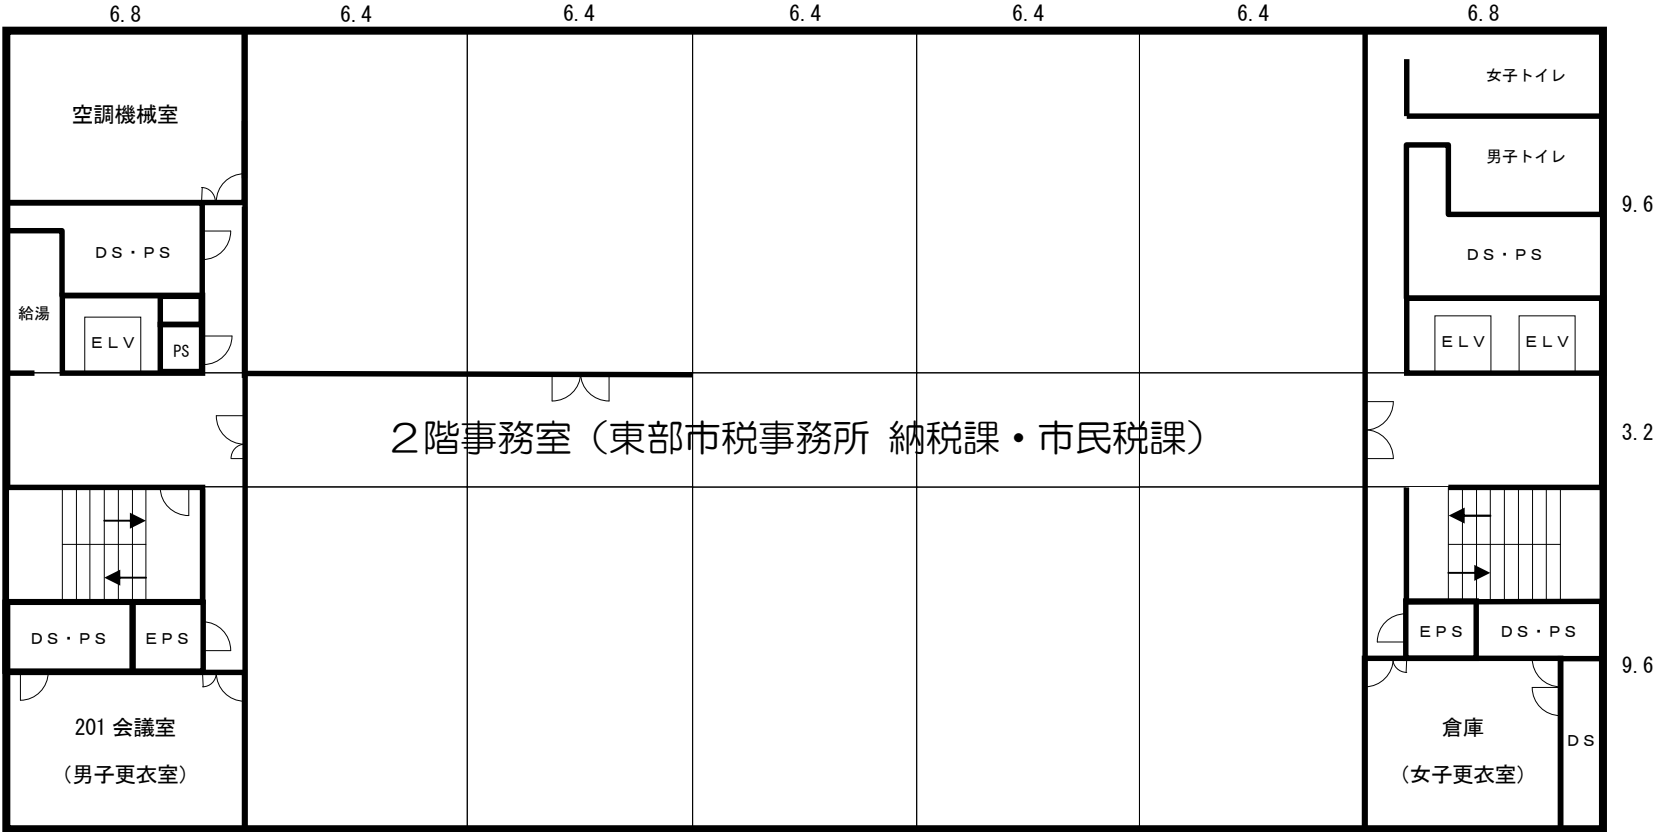 6.8
6.4
6.4
6.4
6.4
6.4
6.8
空調機械室
女子トイレ
男子トイレ
9.6
DS・PS
DS・PS
給湯
ELV
PS
ELV
ELV
2階事務室（東部市税事務所 納税課・市民税課）
3.2
DS・PS
EPS
EPS
DS・PS
9.6
201 会議室
（男子更衣室）
倉庫
（女子更衣室）
DS